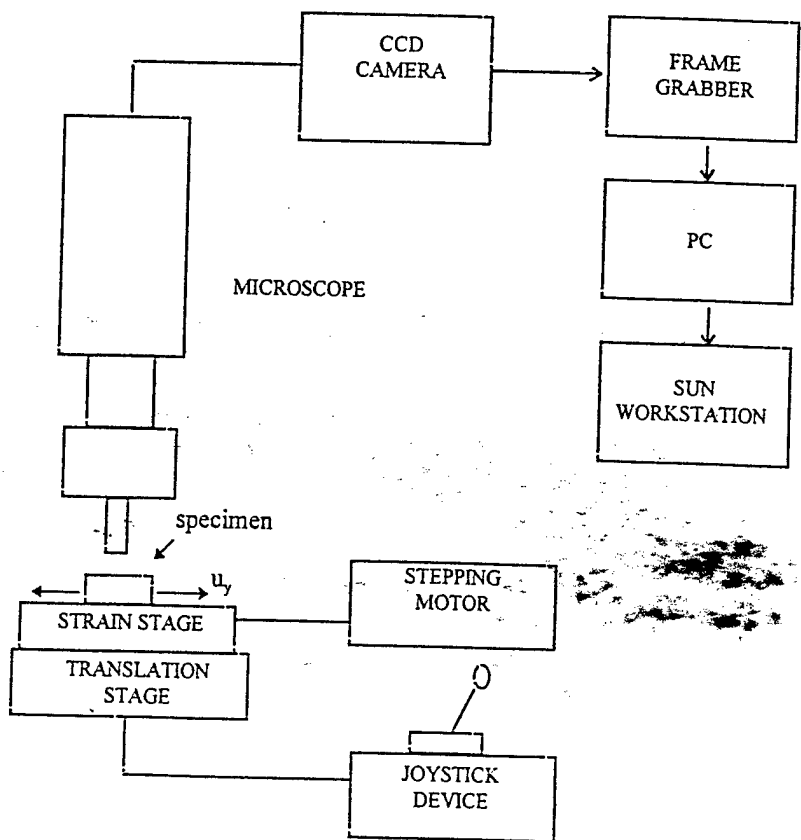 CCD
CAMERA
FRAME
GRABBER
PC
MICROSCOPE
SUN
WORKSTATION
specimen
u_y
STRAIN STAGE
STEPPING
MOTOR
TRANSLATION
STAGE
JOYSTICK
DEVICE